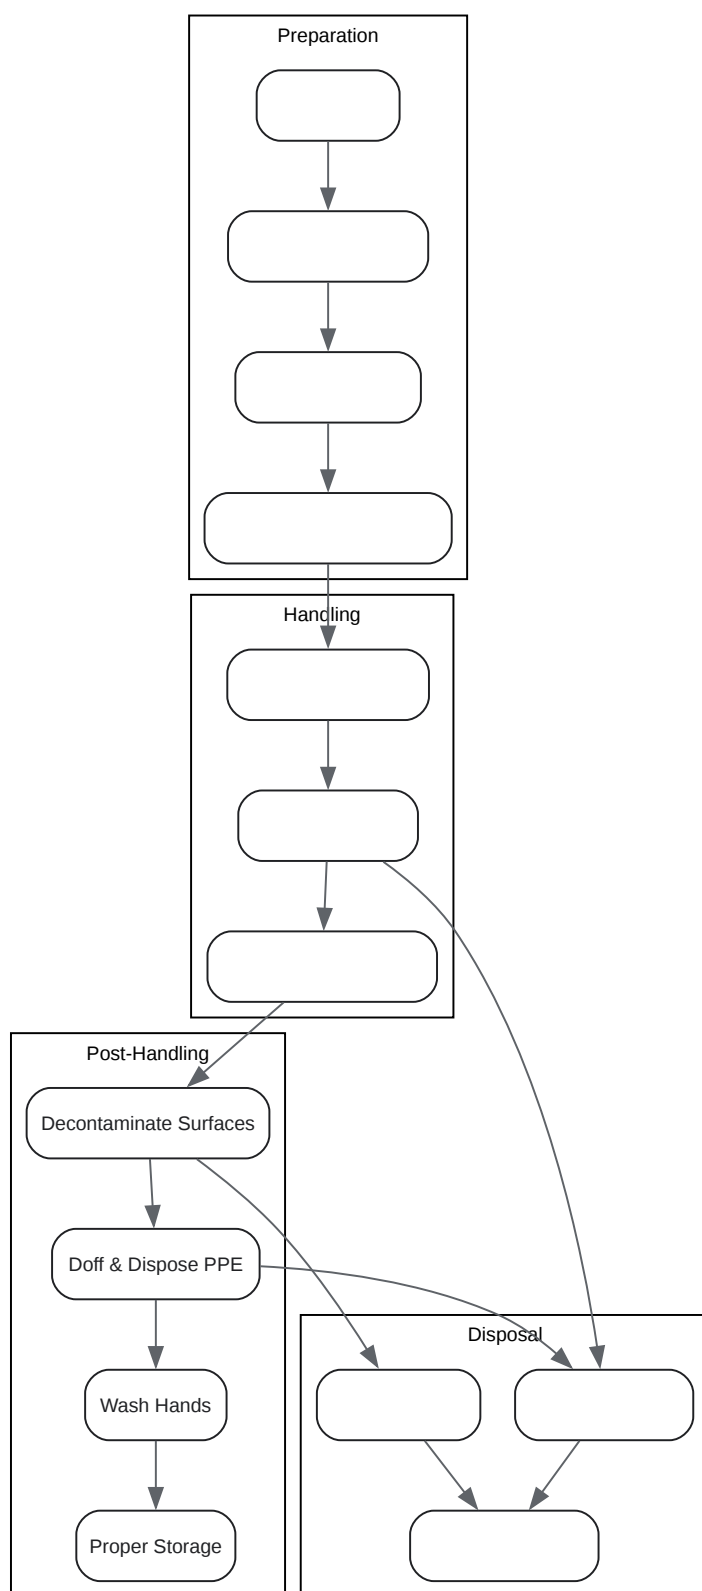 Preparation
Handling
Post-Handling
Decontaminate Surfaces
Doff & Dispose PPE
Disposal
Wash Hands
Proper Storage